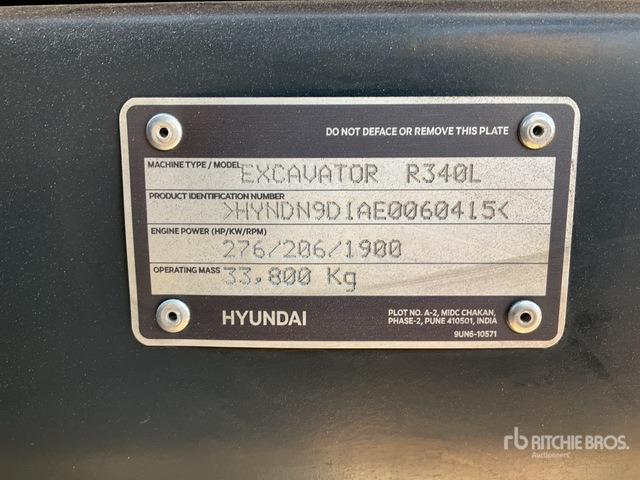 DO NOT DEFACE OR REMOVE THIS PLATE
MACHINE TYPE / MODEL EXCAVATOR R340L
PRODUCT IDENTIFICATION NUMBER >HYNDN9D1AE0060415<
ENGINE POWER (HP/KW/RPM) 276/206/1900
OPERATING MASS 33,800 Kg
HYUNDAI
PLOT NO. A-2, MIDC CHAKAN,
PHASE-2, PUNE 410501, INDIA
9UN6-10571
rb RITCHIE BROS.
Auctioneers